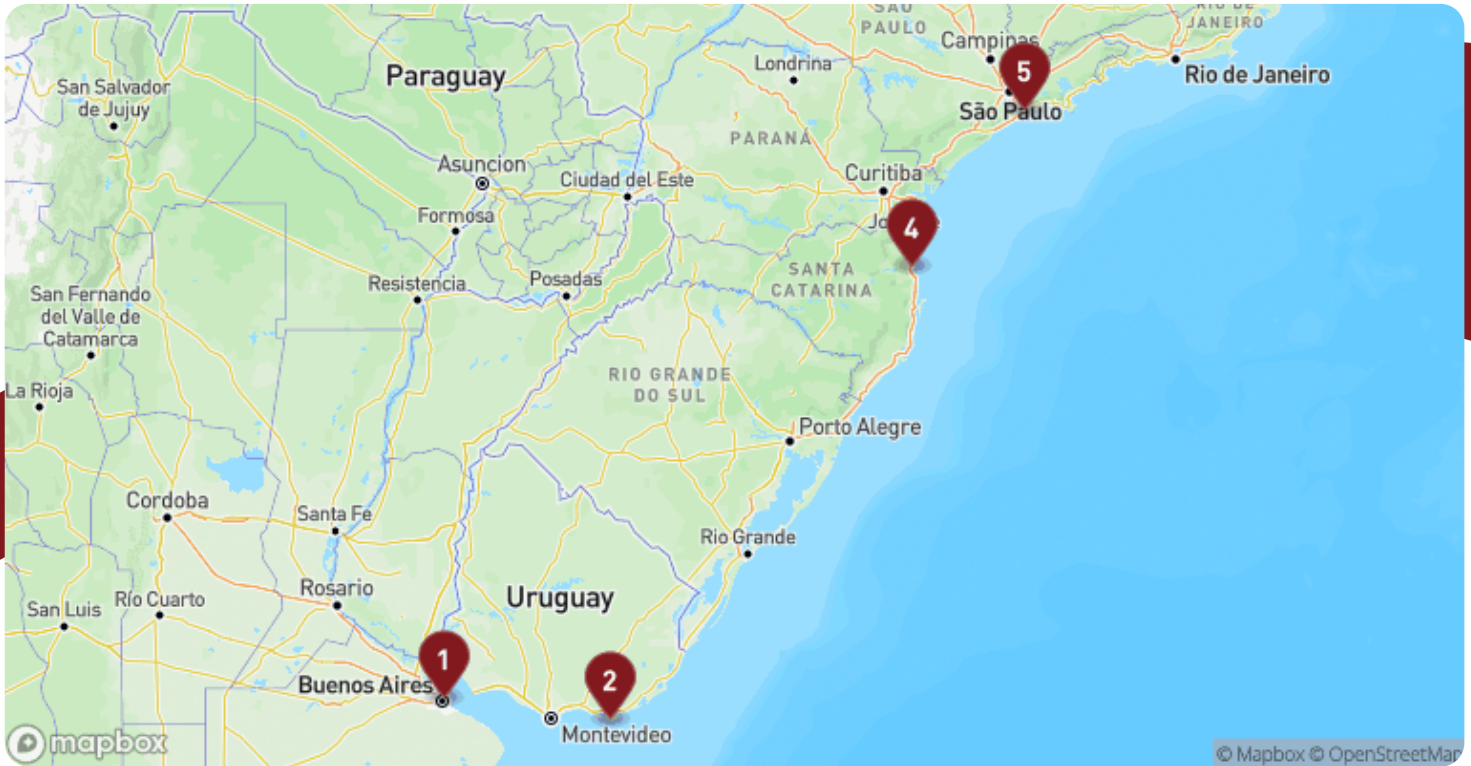 SÃO
PAULO
RIO DE
JANEIRO
Campinas
Londrina
5
Rio de Janeiro
Paraguay
San Salvador
de Jujuy
São Paulo
PARANÁ
Asuncion
Ciudad del Este
Curitiba
Formosa
4
SANTA
CATARINA
Resistencia
Posadas
San Fernando
del Valle de
Catamarca
La Rioja
RIO GRANDE
DO SUL
Porto Alegre
Cordoba
Santa Fe
Rio Grande
Rosario
Uruguay
San Luis
Río Cuarto
1
2
Buenos Aires
Montevideo
mapbox
© Mapbox © OpenStreetMap